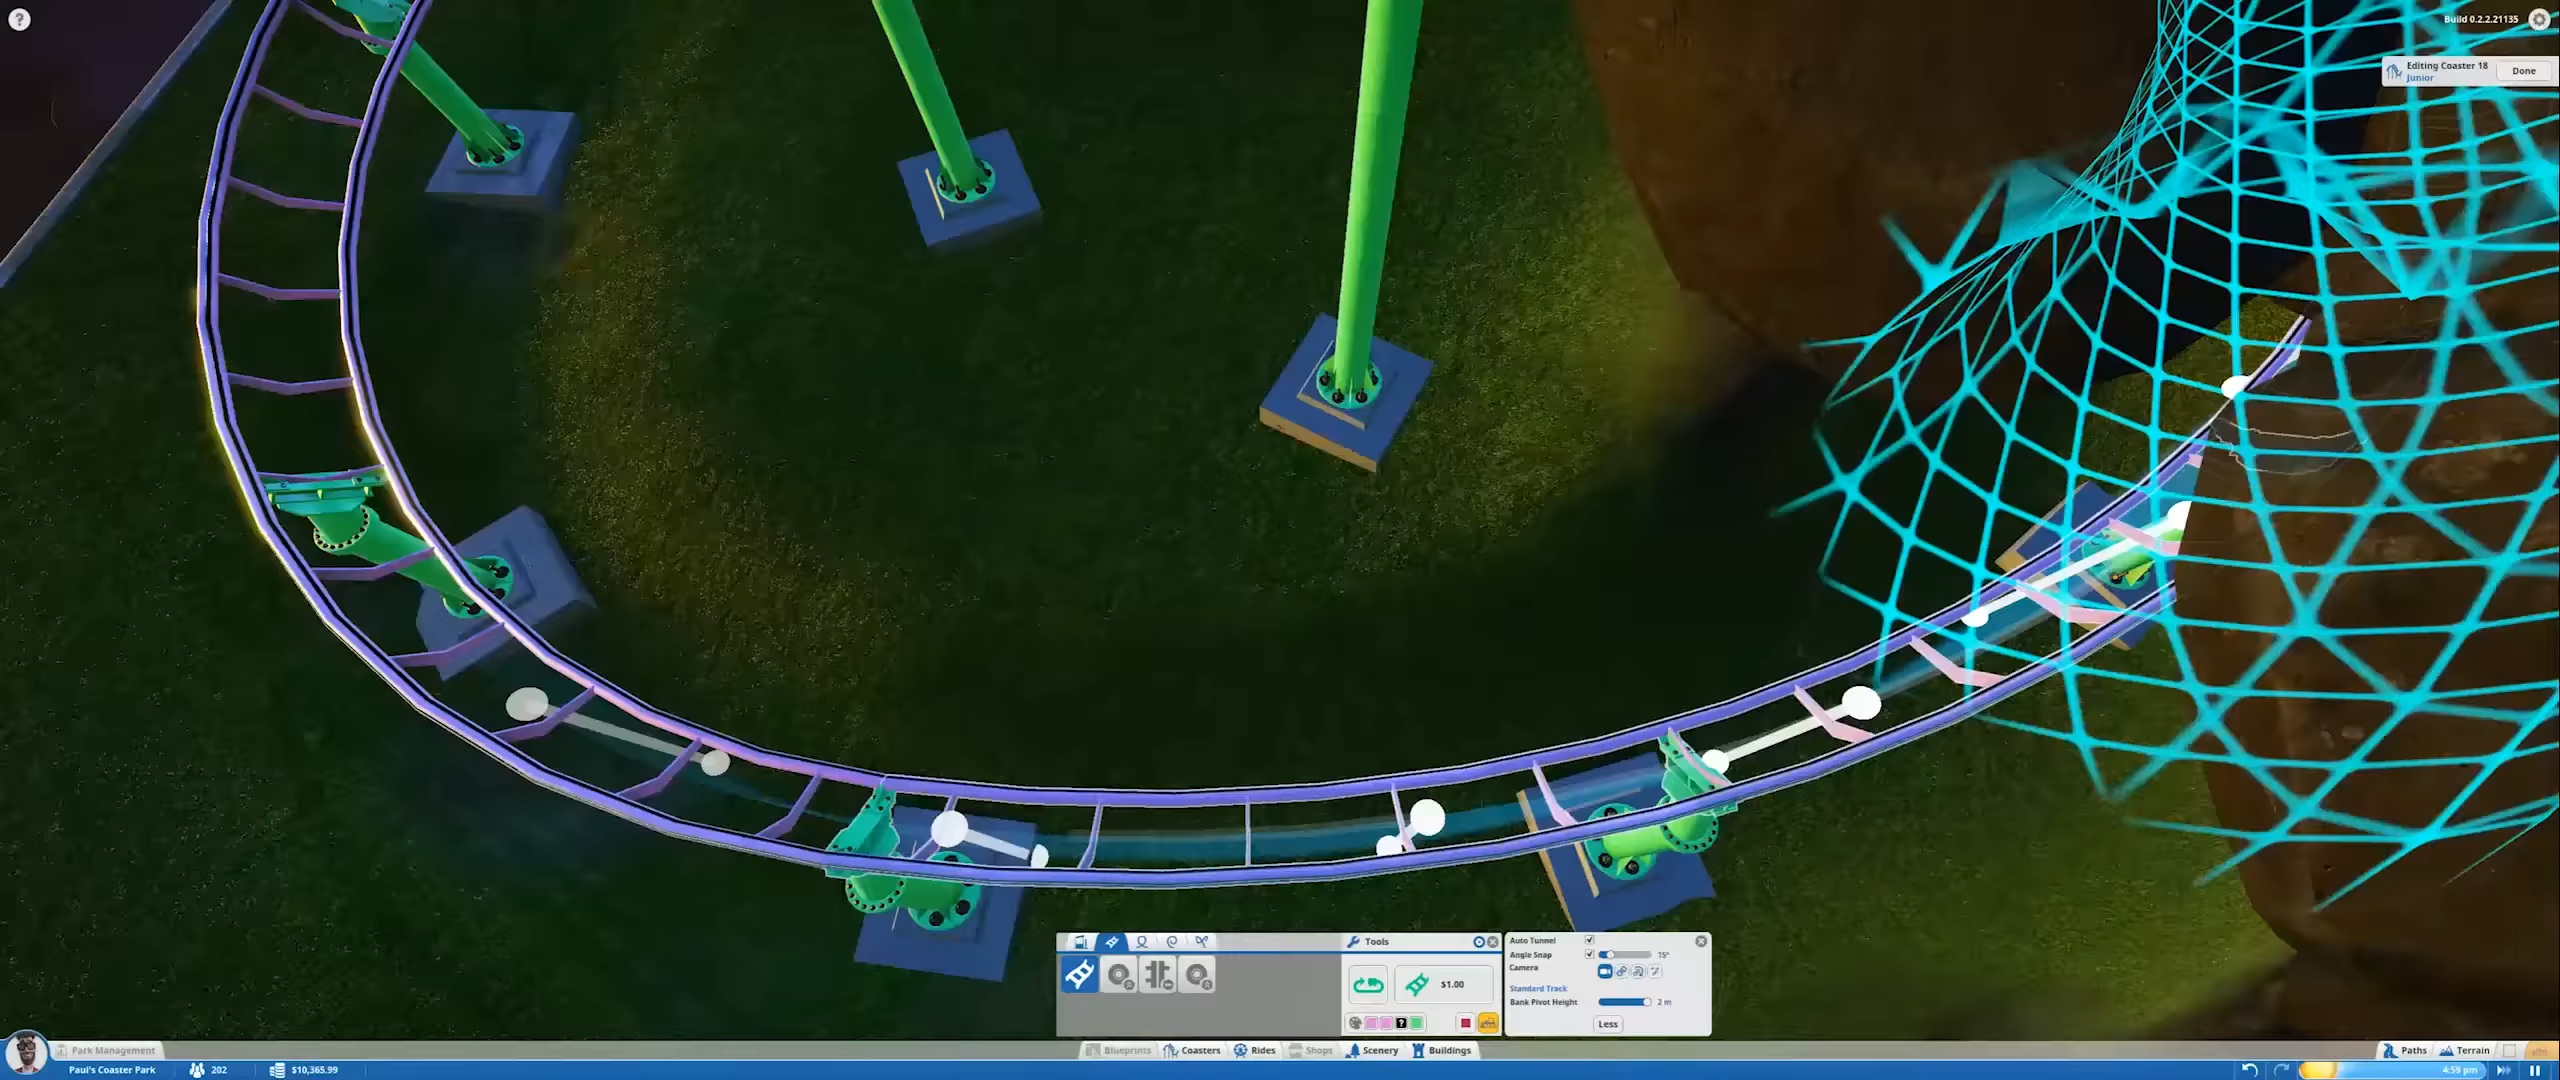 ?
Build 0.2.2.21135
Editing Coaster 18
Junior
Done
Tools
$1.00
?
Auto Tunnel
Angle Snap
15°
Camera
Standard Track
Bank Pivot Height
2 m
Less
Park Management
Blueprints
Coasters
Rides
Shops
Scenery
Buildings
Paths
Terrain
Paul's Coaster Park
202
$10,365.99
4:59 pm